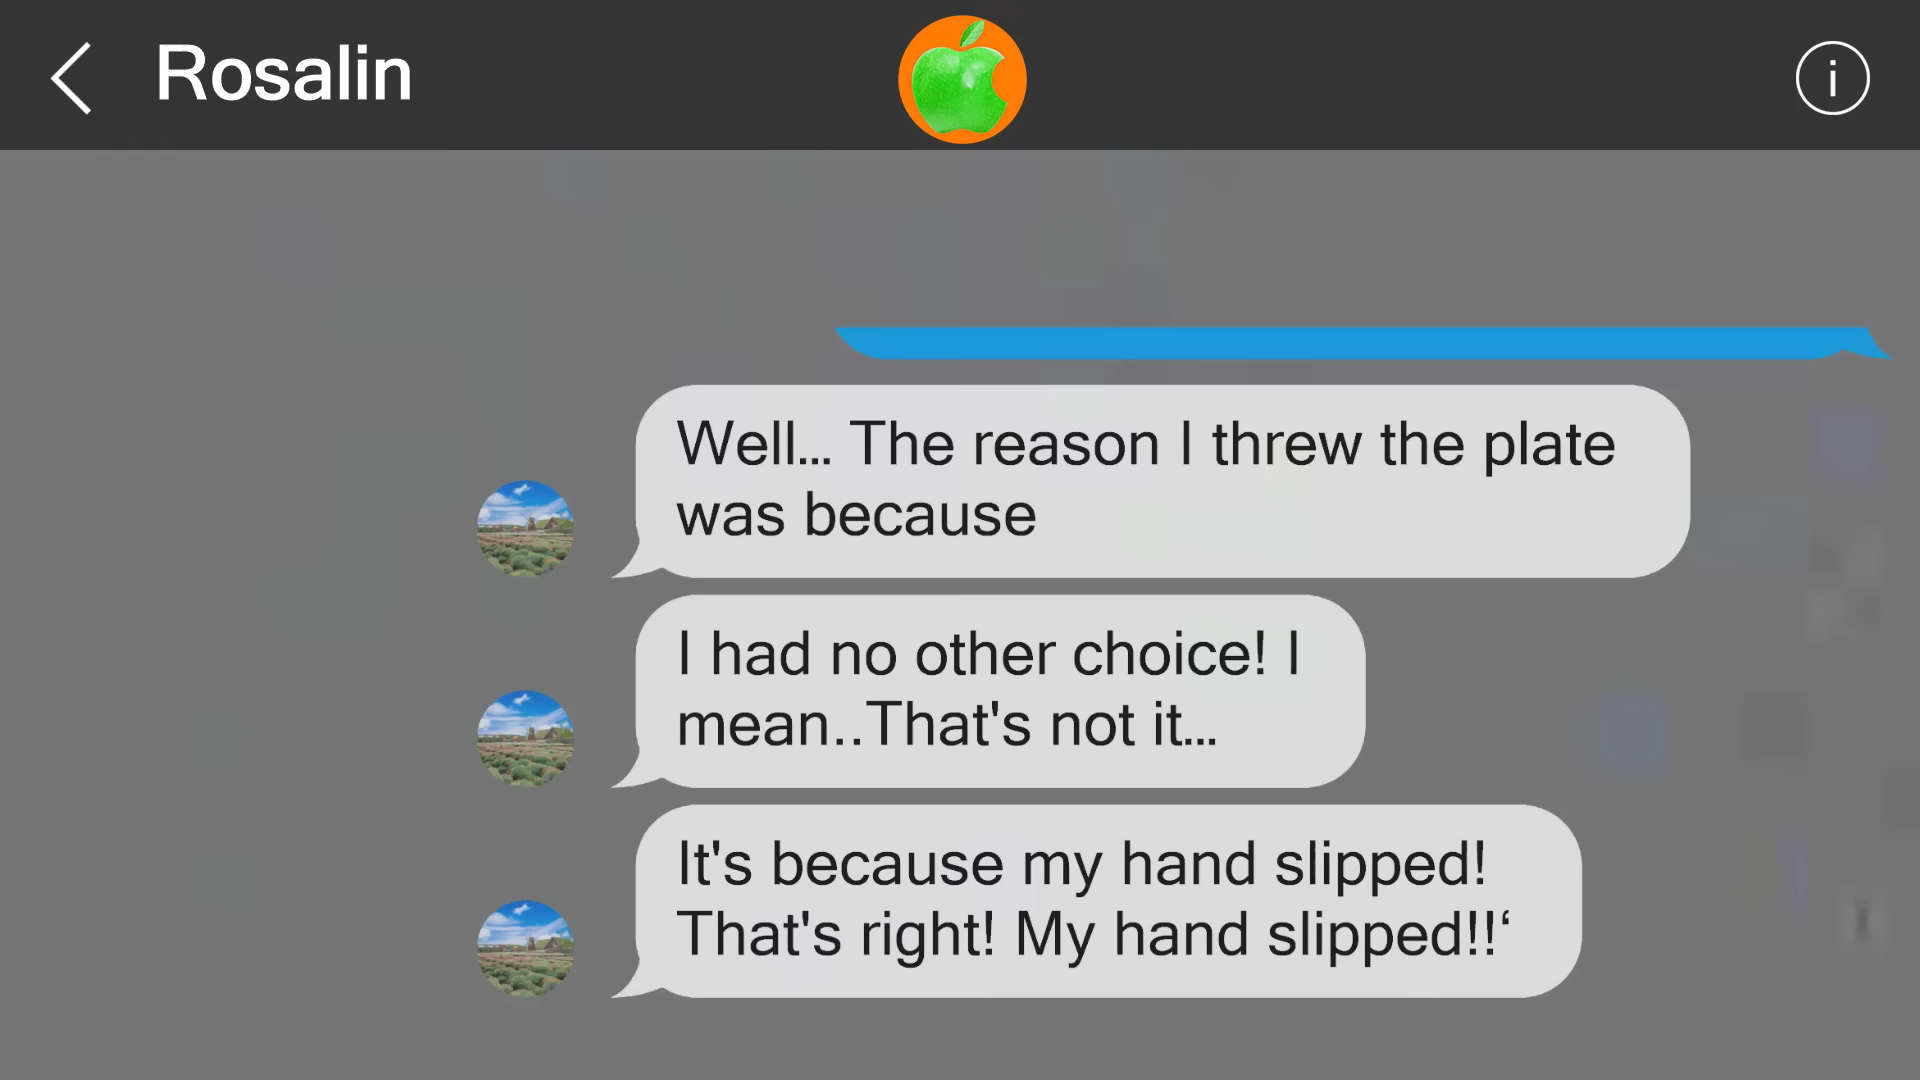 Rosalin
i
Well... The reason I threw the plate
was because
I had no other choice! I
mean..That's not it...
It's because my hand slipped!
That's right! My hand slipped!!‘